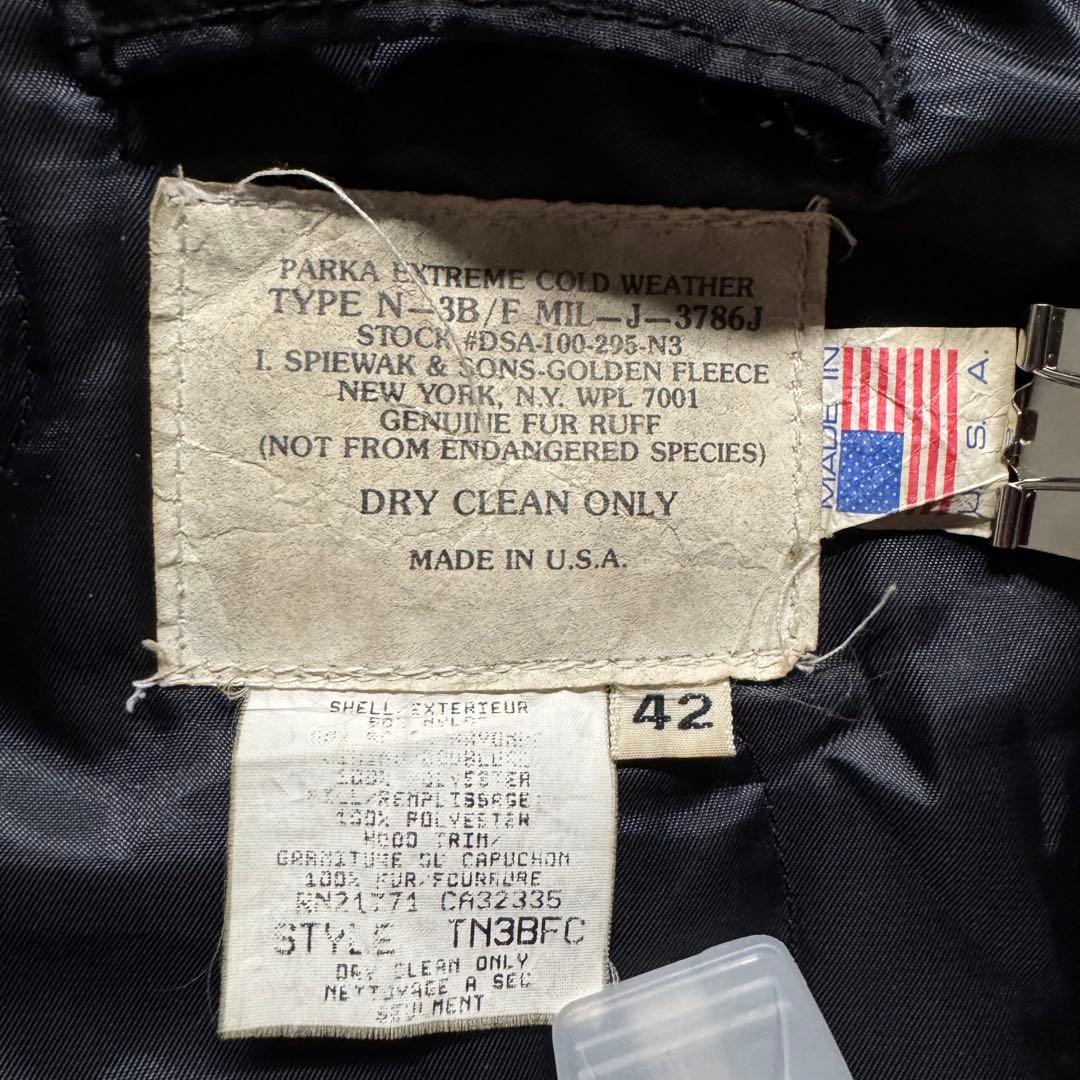 PARKA EXTREME COLD WEATHER
TYPE N-3B/F MIL-J-3786J
STOCK #DSA-100-295-N3
I. SPIEWAK & SONS-GOLDEN FLEECE
NEW YORK, N.Y. WPL 7001
GENUINE FUR RUFF
(NOT FROM ENDANGERED SPECIES)
DRY CLEAN ONLY
MADE IN U.S.A.
MADE IN
U.S.A.
42
SHELL/EXTERIEUR
100% POLYESTER
FILL/REMPLISSAGE
100% POLYESTER
HOOD TRIM/
GARNITURE DU CAPUCHON
100% FUR/FOURRURE
CA32335
STYLE TN3BFC
DRY CLEAN ONLY
NETTOYAGE A SEC
SEULMENT